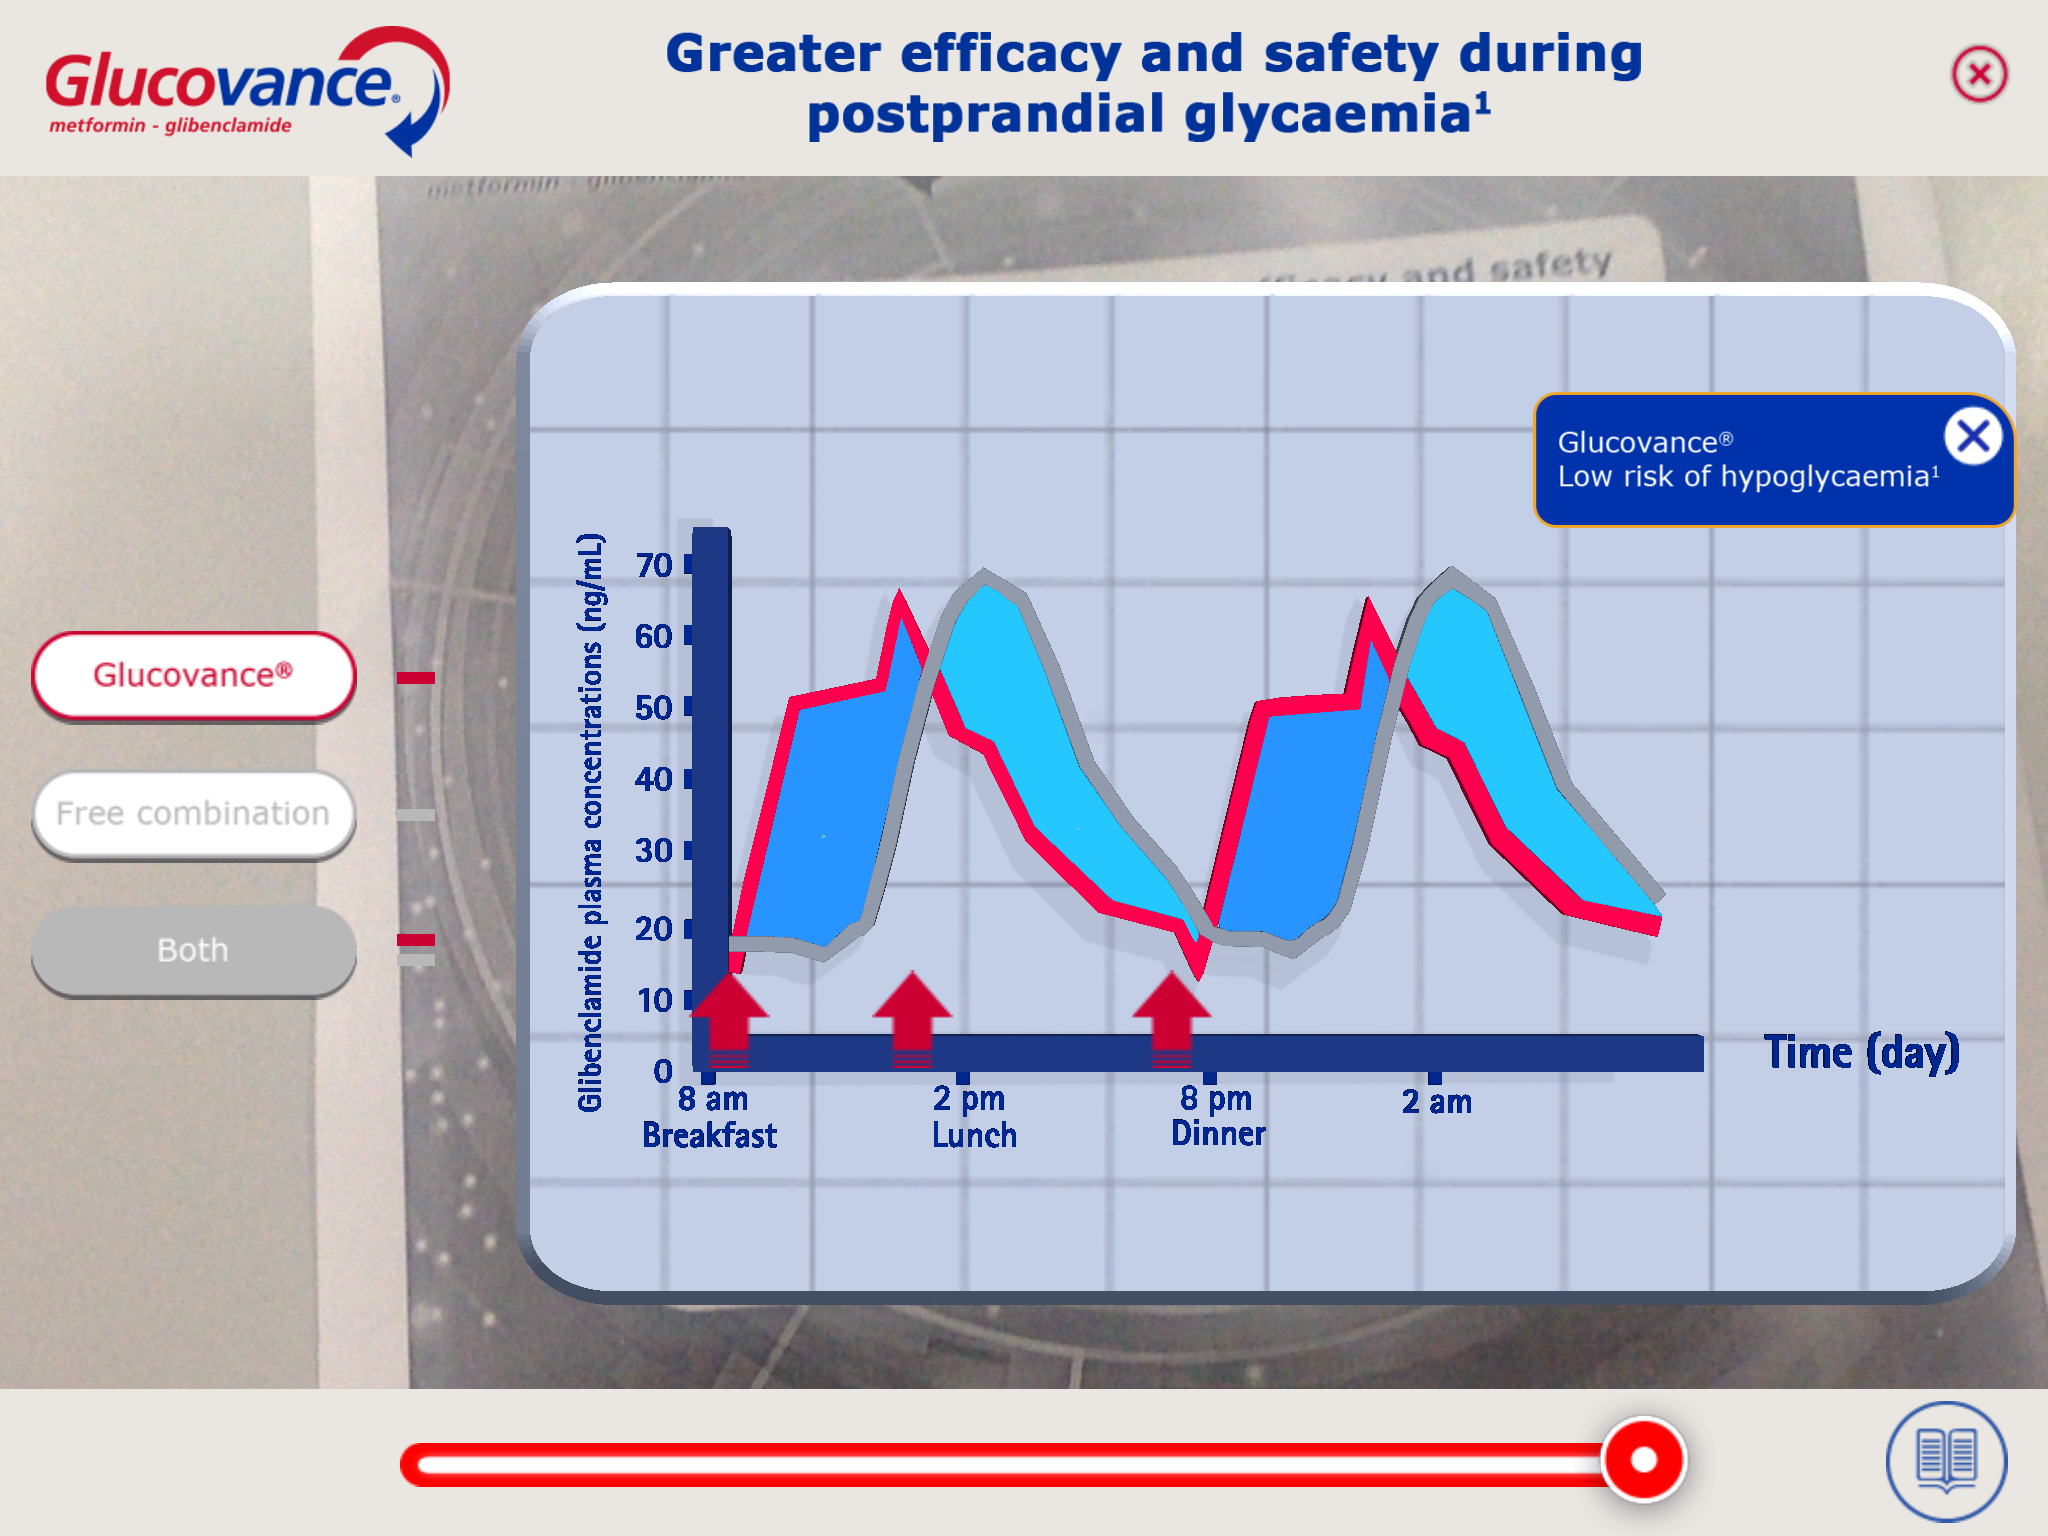 Glucovance®
metformin - glibenclamide
Greater efficacy and safety during
postprandial glycaemia¹
metformin - glibenclamide
efficacy and safety
Glucovance®
Low risk of hypoglycaemia¹
Glucovance®
Free combination
Both
Glibenclamide plasma concentrations (ng/mL)
70
60
50
40
30
20
10
0
8 am
Breakfast
2 pm
Lunch
8 pm
Dinner
2 am
Time (day)